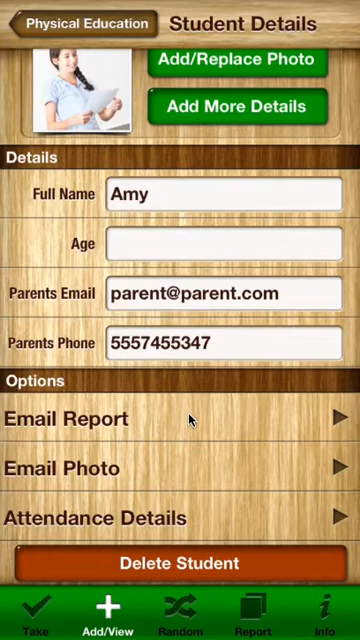 Physical Education
Student Details
Add/Replace Photo
Add More Details
Details
Full Name Amy
Age
Parents Email parent@parent.com
Parents Phone 5557455347
Options
Email Report
Email Photo
Attendance Details
Delete Student
Take Add/View Random Report Info